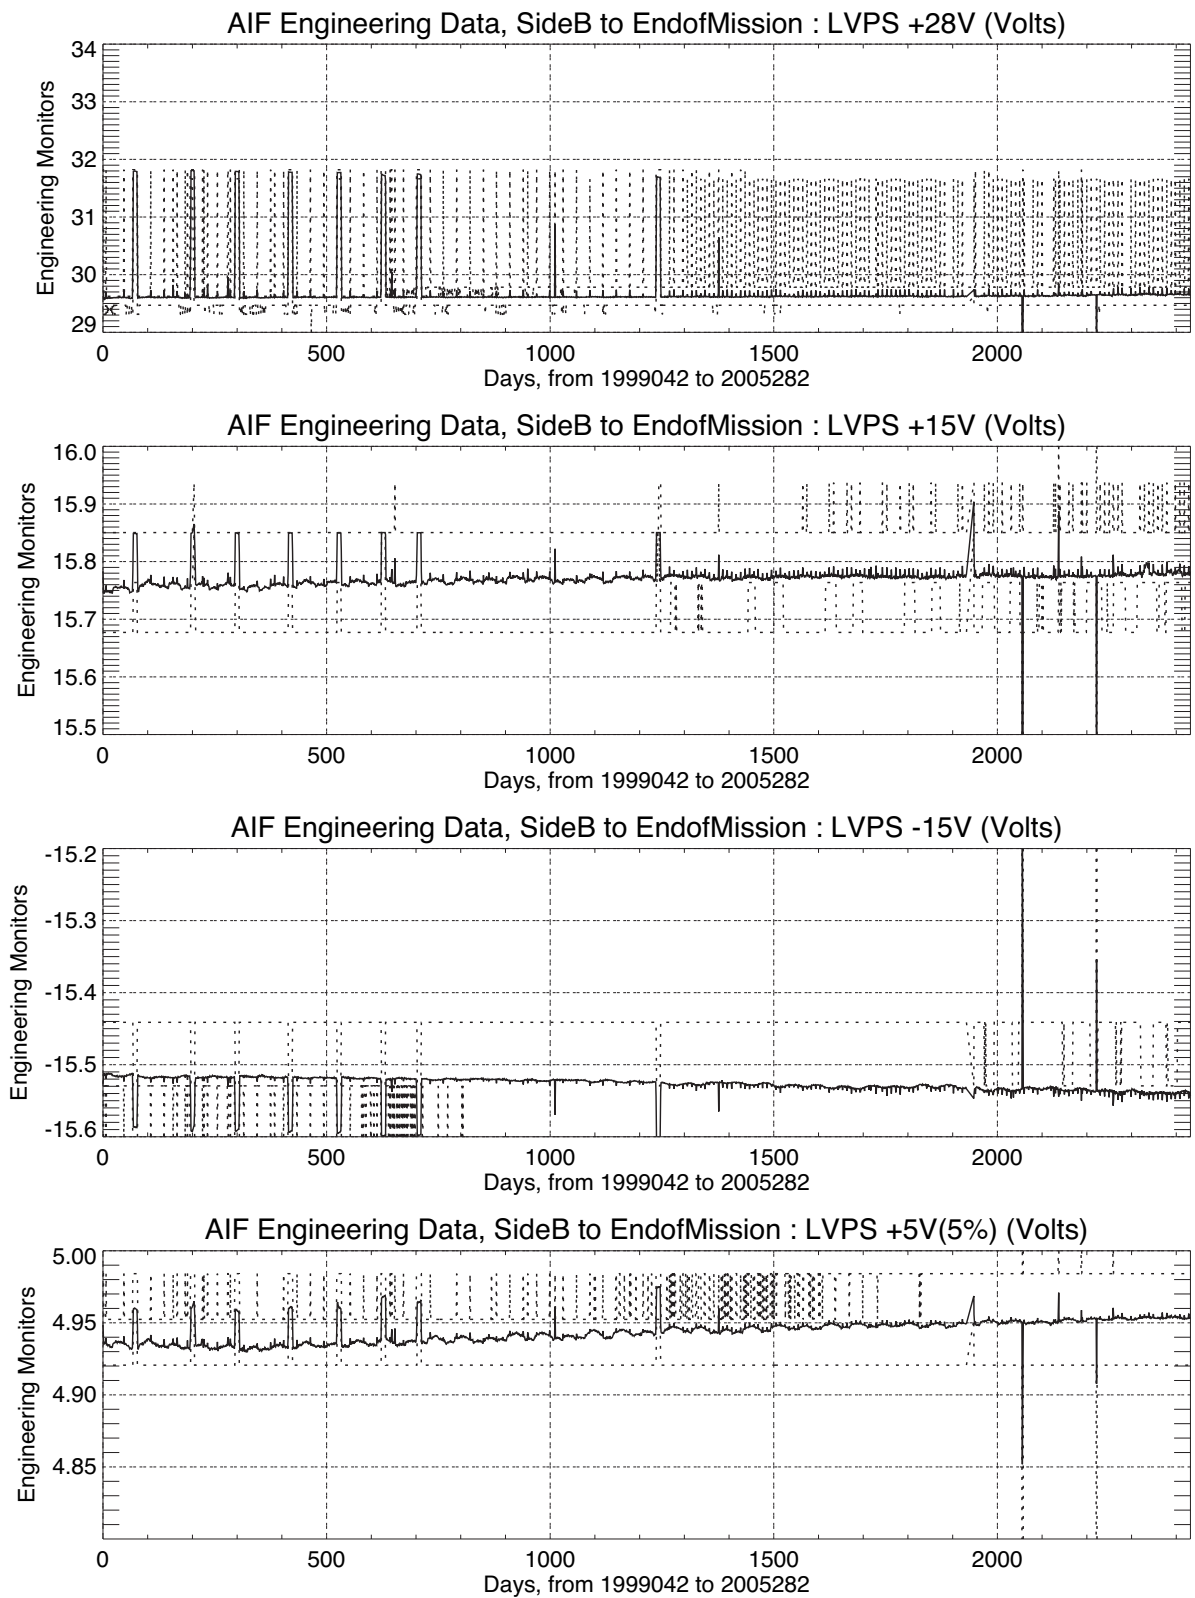 AIF Engineering Data, SideB to EndofMission : LVPS +28V (Volts)
34
33
32
31
30
29
Engineering Monitors
0 500 1000 1500 2000
Days, from 1999042 to 2005282
AIF Engineering Data, SideB to EndofMission : LVPS +15V (Volts)
16.0
15.9
15.8
15.7
15.6
15.5
Engineering Monitors
0 500 1000 1500 2000
Days, from 1999042 to 2005282
AIF Engineering Data, SideB to EndofMission : LVPS -15V (Volts)
-15.2
-15.3
-15.4
-15.5
-15.6
Engineering Monitors
0 500 1000 1500 2000
Days, from 1999042 to 2005282
AIF Engineering Data, SideB to EndofMission : LVPS +5V(5%) (Volts)
5.00
4.95
4.90
4.85
Engineering Monitors
0 500 1000 1500 2000
Days, from 1999042 to 2005282